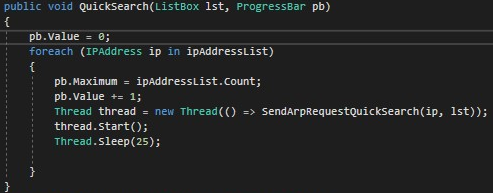 public void QuickSearch(ListBox lst, ProgressBar pb)
{
pb.Value = 0;
foreach (IPAddress ip in ipAddressList)
{
pb.Maximum = ipAddressList.Count;
pb.Value += 1;
Thread thread = new Thread(() => SendArpRequestQuickSearch(ip, lst));
thread.Start();
Thread.Sleep(25);
}
}